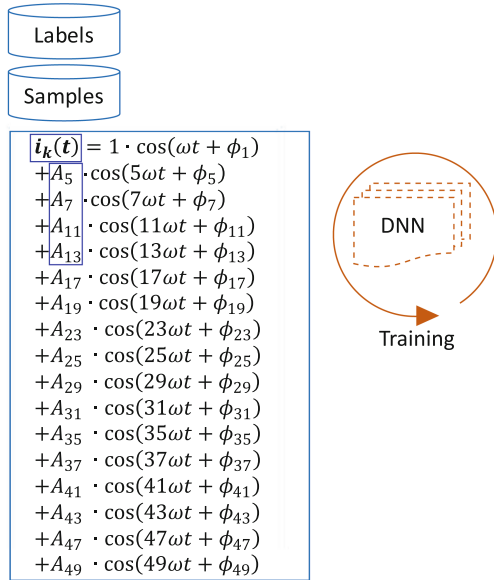 Labels
Samples
i_k(t) = 1 · cos(ωt + ϕ_1)
+A_5 · cos(5ωt + ϕ_5)
+A_7 · cos(7ωt + ϕ_7)
+A_11 · cos(11ωt + ϕ_11)
+A_13 · cos(13ωt + ϕ_13)
+A_17 · cos(17ωt + ϕ_17)
+A_19 · cos(19ωt + ϕ_19)
+A_23 · cos(23ωt + ϕ_23)
+A_25 · cos(25ωt + ϕ_25)
+A_29 · cos(29ωt + ϕ_29)
+A_31 · cos(31ωt + ϕ_31)
+A_35 · cos(35ωt + ϕ_35)
+A_37 · cos(37ωt + ϕ_37)
+A_41 · cos(41ωt + ϕ_41)
+A_43 · cos(43ωt + ϕ_43)
+A_47 · cos(47ωt + ϕ_47)
+A_49 · cos(49ωt + ϕ_49)
DNN
Training